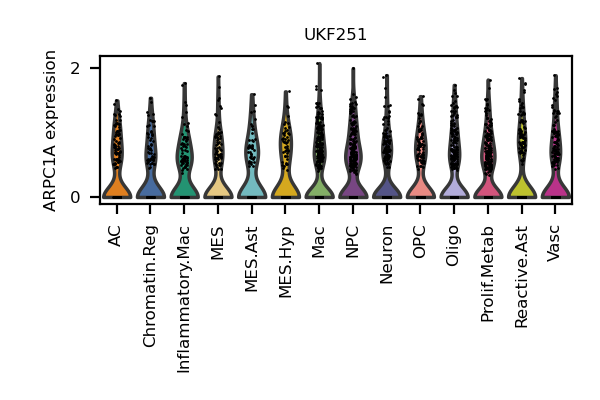 UKF251
ARPC1A expression
2
0
AC
Chromatin.Reg
Inflammatory.Mac
MES
MES.Ast
MES.Hyp
Mac
NPC
Neuron
OPC
Oligo
Prolif.Metab
Reactive.Ast
Vasc